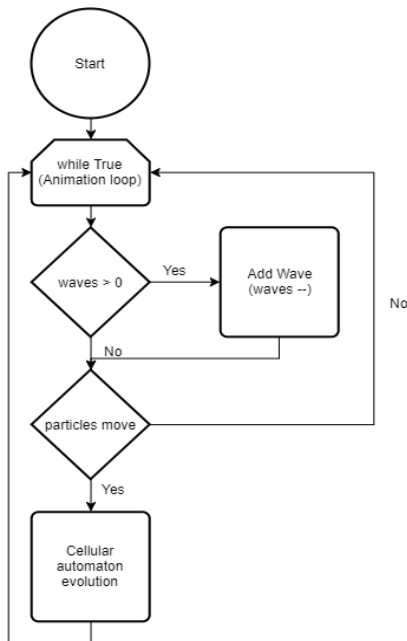 Start
while True
(Animation loop)
waves > 0
Yes
Add Wave
(waves --)
No
No
particles move
Yes
Cellular
automaton
evolution